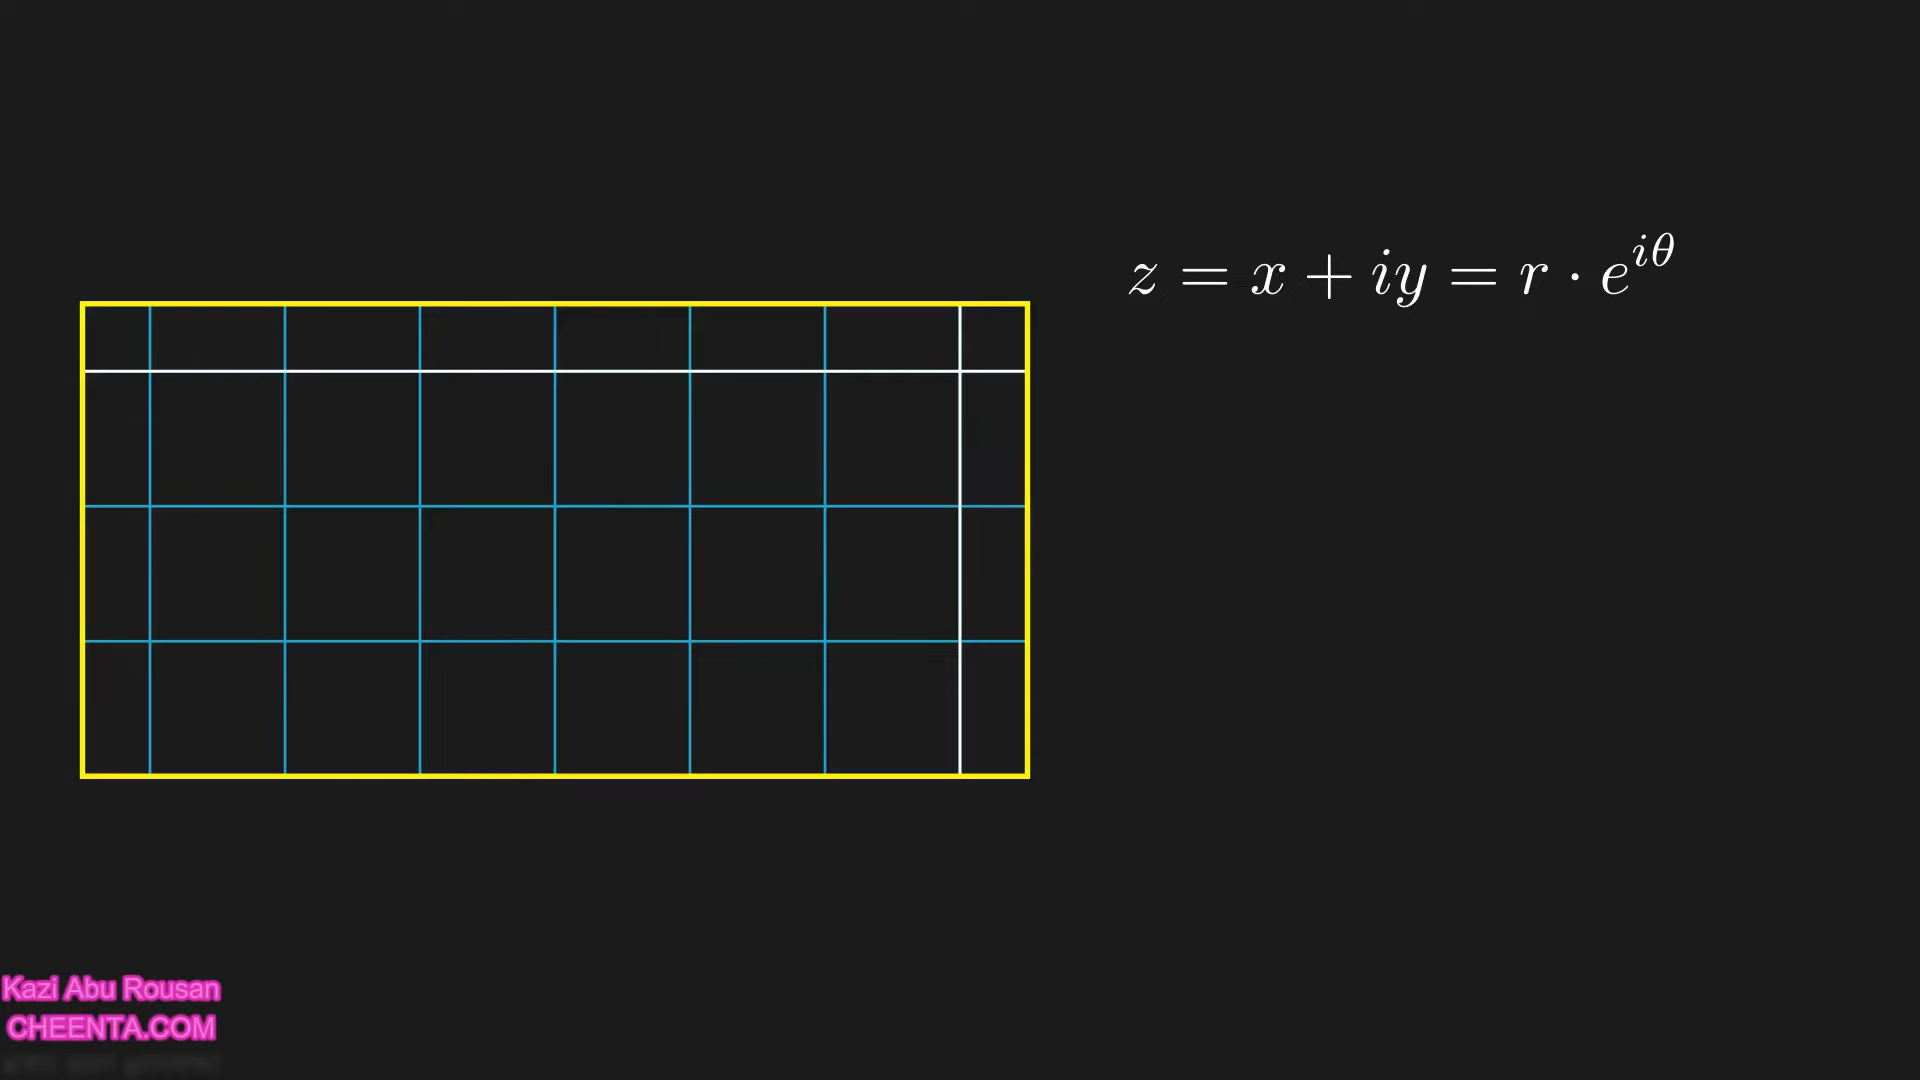 z = x + iy = r · e^{iθ}
Kazi Abu Rousan
CHEENTA.COM